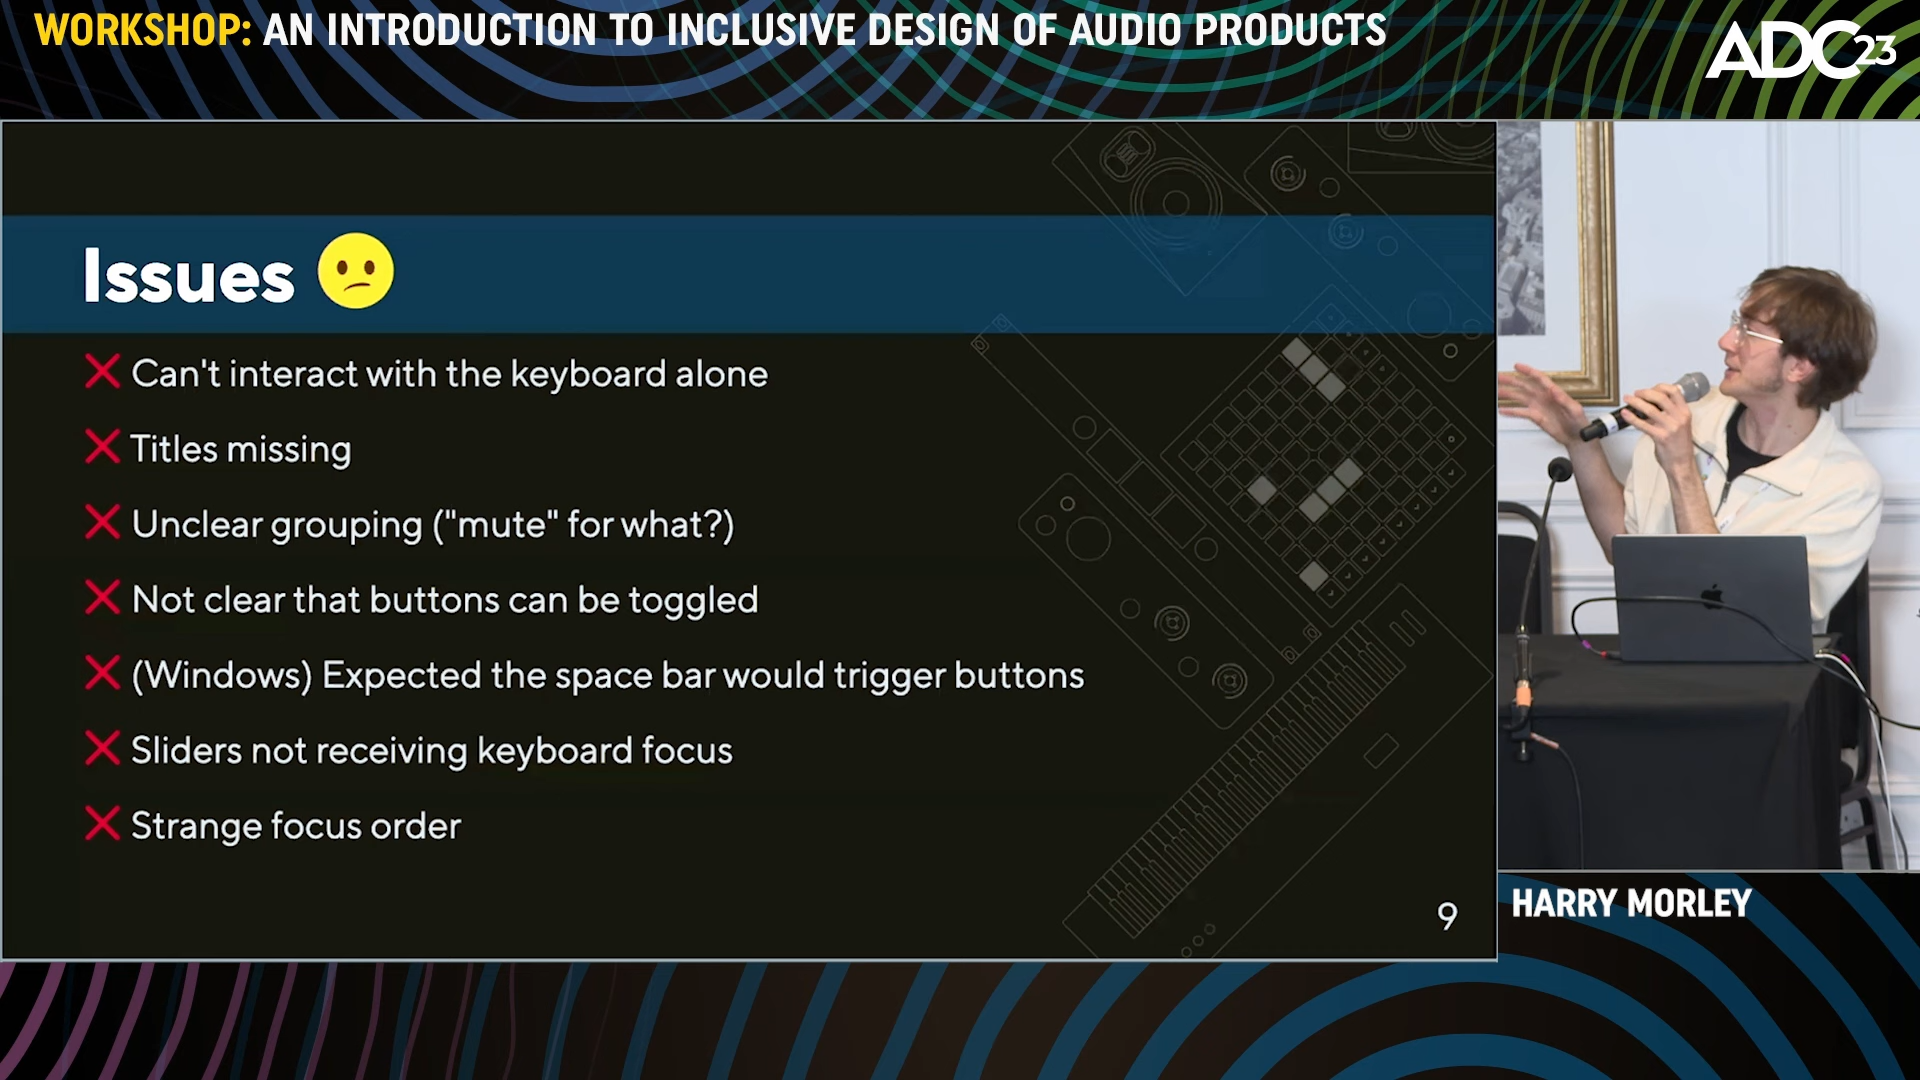 WORKSHOP: AN INTRODUCTION TO INCLUSIVE DESIGN OF AUDIO PRODUCTS
ADC23
Issues
Can't interact with the keyboard alone
Titles missing
Unclear grouping ("mute" for what?)
Not clear that buttons can be toggled
(Windows) Expected the space bar would trigger buttons
Sliders not receiving keyboard focus
Strange focus order
9
HARRY MORLEY